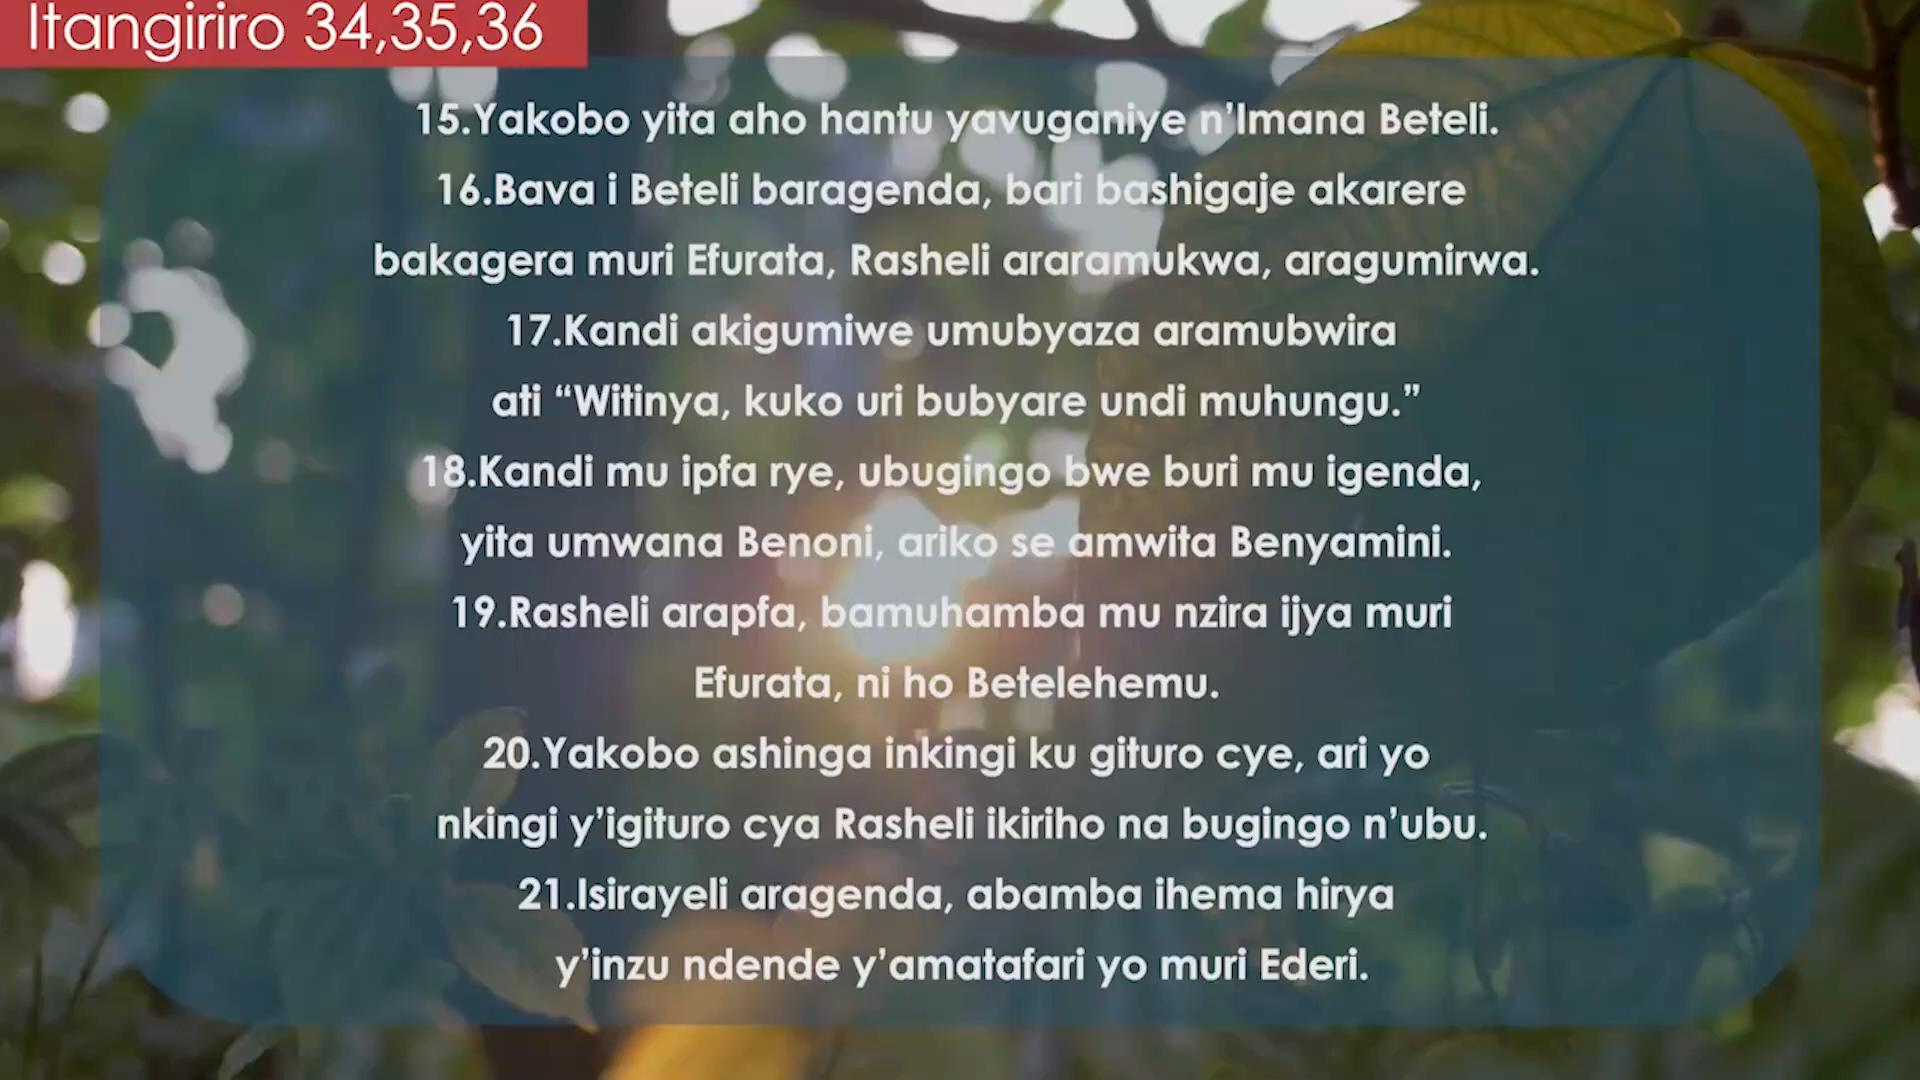 Itangiriro 34,35,36
15.Yakobo yita aho hantu yavuganiye n’Imana Beteli.
16.Bava i Beteli baragenda, bari bashigaje akarere
bakagera muri Efurata, Rasheli araramukwa, aragumirwa.
17.Kandi akigumiwe umubyaza aramubwira
ati “Witinya, kuko uri bubyare undi muhungu.”
18.Kandi mu ipfa rye, ubugingo bwe buri mu igenda,
yita umwana Benoni, ariko se amwita Benyamini.
19.Rasheli arapfa, bamuhamba mu nzira ijya muri
Efurata, ni ho Betelehemu.
20.Yakobo ashinga inkingi ku gituro cye, ari yo
nkingi y’igituro cya Rasheli ikiriho na bugingo n’ubu.
21.Isirayeli aragenda, abamba ihema hirya
y’inzu ndende y’amatafari yo muri Ederi.